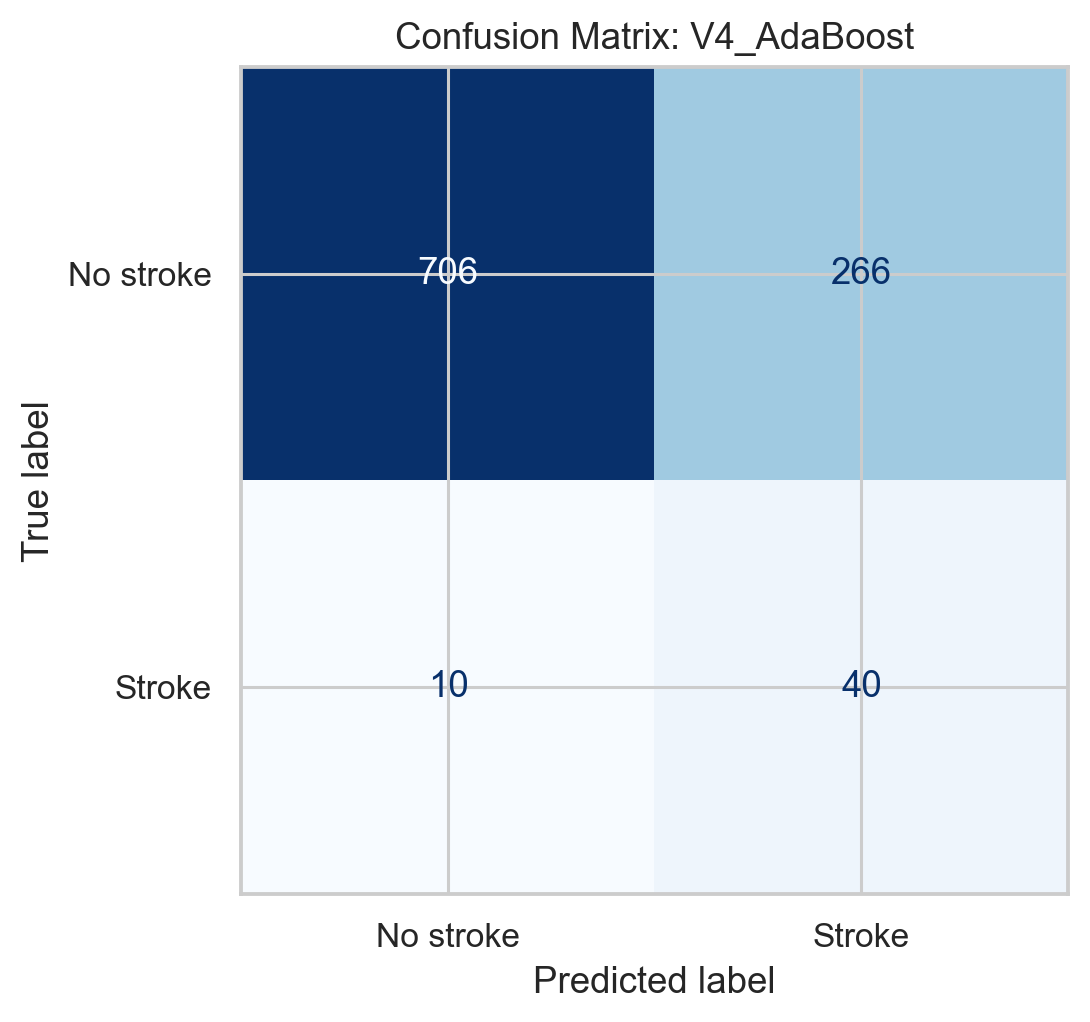 Confusion Matrix: V4_AdaBoost
True label
No stroke
706
266
Stroke
10
40
No stroke
Stroke
Predicted label